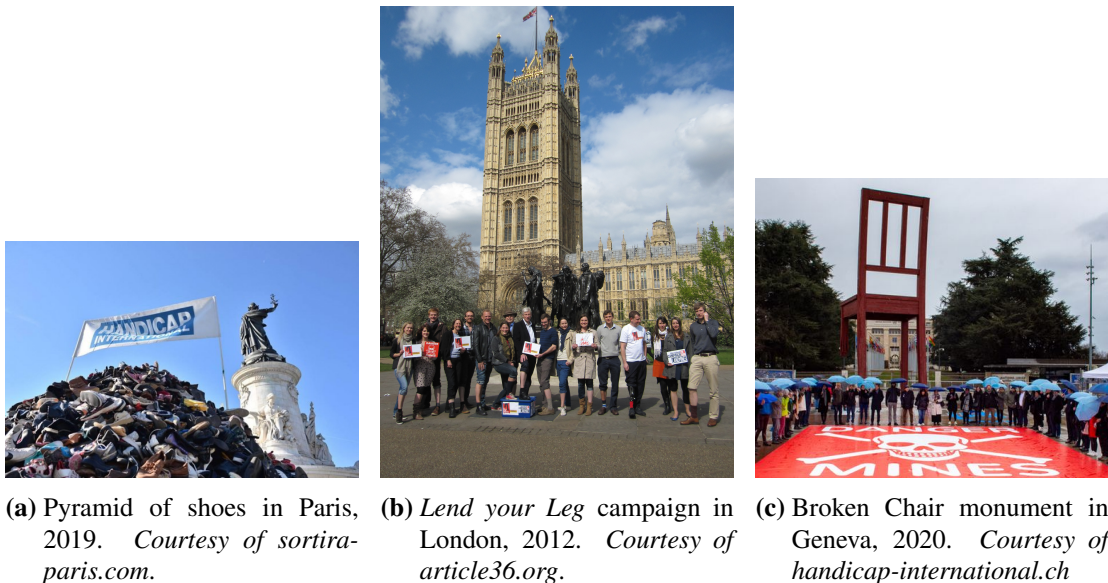 HANDICAP
INTERNATIONAL
DANGER
MINES
(a) Pyramid of shoes in Paris,
2019. Courtesy of sortira-
paris.com.
(b) Lend your Leg campaign in
London, 2012. Courtesy of
article36.org.
(c) Broken Chair monument in
Geneva, 2020. Courtesy of
handicap-international.ch